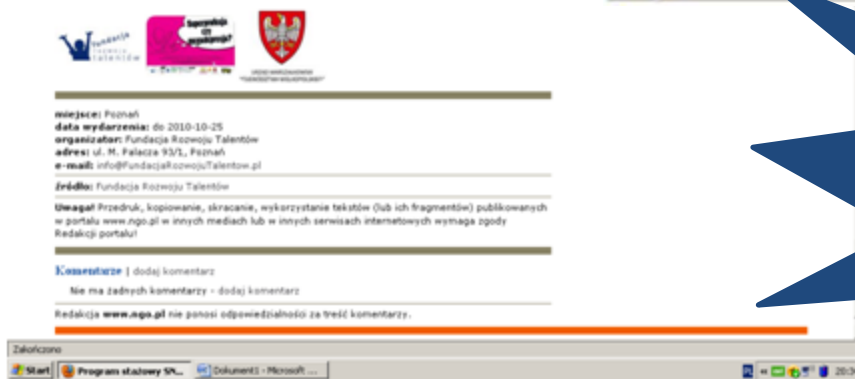 fundacja
rozwoju
talentów
miejsce: Poznań
data wydarzenia: do 2010-10-25
organizator: Fundacja Rozwoju Talentów
adres: ul. M. Palacza 93/1, Poznań
e-mail: info@FundacjaRozwojuTalentow.pl
źródło: Fundacja Rozwoju Talentów
Uwaga! Przedruk, kopiowanie, skracanie, wykorzystanie tekstów (lub ich fragmentów) publikowanych
w portalu www.ngo.pl w innych mediach lub w innych serwisach internetowych wymaga zgody
Redakcji portalu!
Komentarze | dodaj komentarz
Nie ma żadnych komentarzy - dodaj komentarz
Redakcja www.ngo.pl nie ponosi odpowiedzialności za treść komentarzy.
Zakończono
Start
Program stażowy
Dokument1 - Microsoft ...
PL